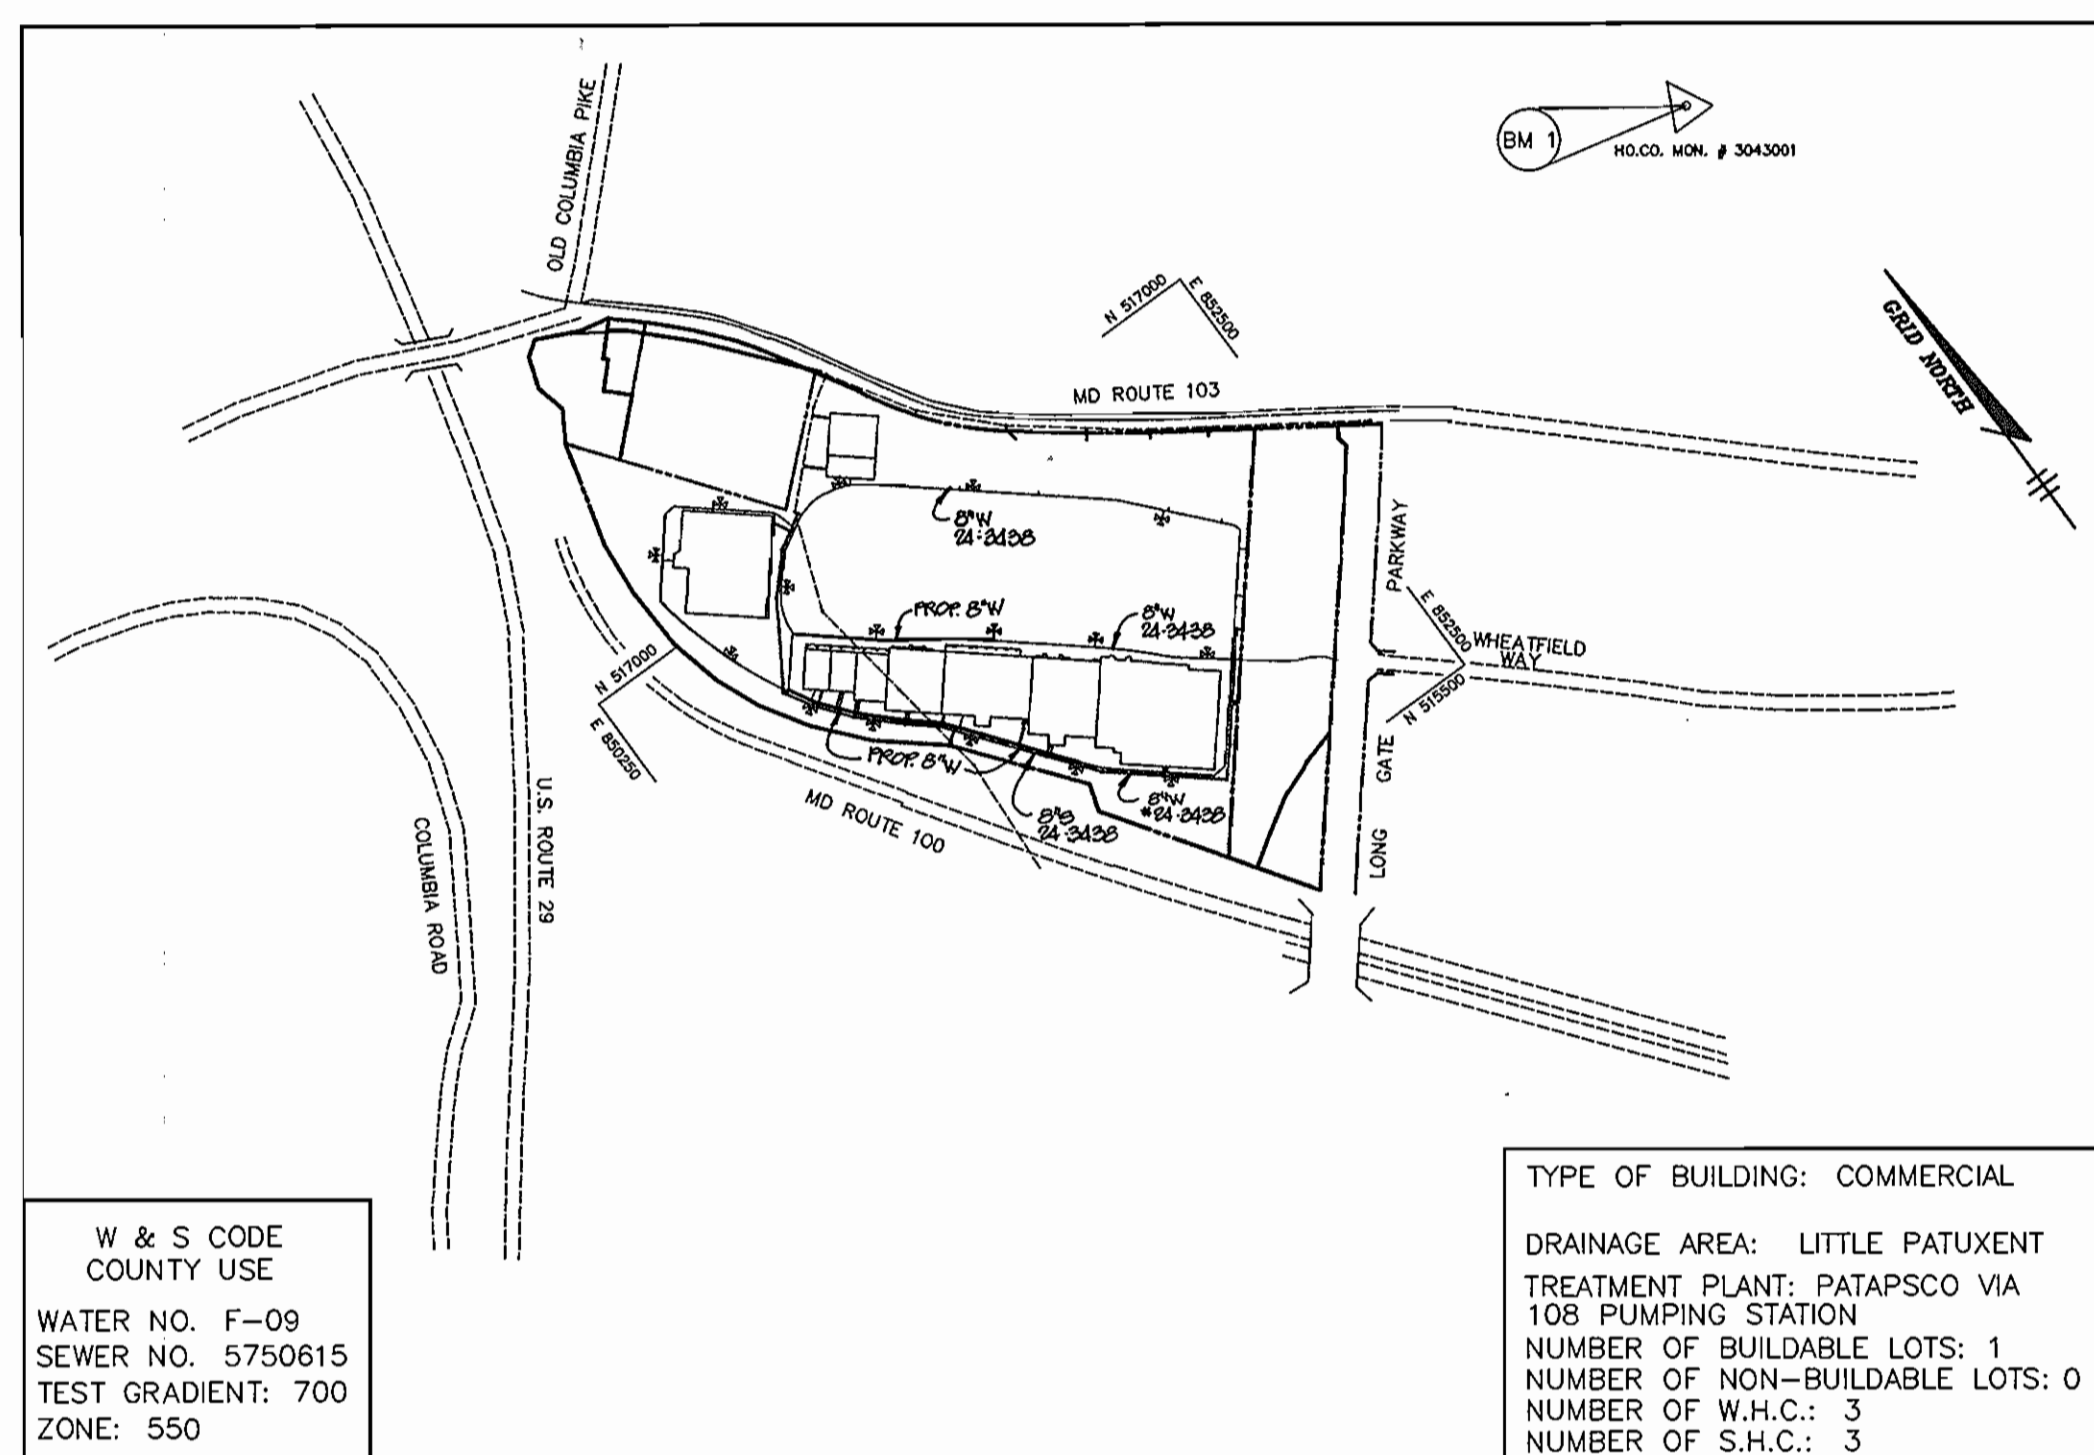 OLD COLUMBIA PIKE
BM 1
HO.CO. MON. # 3043001
GRID NORTH
N 517000
E 852500
MD ROUTE 103
8"W
24-3438
PARKWAY
PROP. 8"W
8"W
24-3438
E 852500
WHEATFIELD
WAY
N 515500
N 517000
E 850250
PROP. 8"W
8"W
#24-3438
8"S
24-3438
MD ROUTE 100
LONG GATE
U.S. ROUTE 29
COLUMBIA ROAD
W & S CODE
COUNTY USE
WATER NO. F-09
SEWER NO. 5750615
TEST GRADIENT: 700
ZONE: 550
TYPE OF BUILDING: COMMERCIAL
DRAINAGE AREA: LITTLE PATUXENT
TREATMENT PLANT: PATAPSCO VIA
108 PUMPING STATION
NUMBER OF BUILDABLE LOTS: 1
NUMBER OF NON-BUILDABLE LOTS: 0
NUMBER OF W.H.C.: 3
NUMBER OF S.H.C.: 3